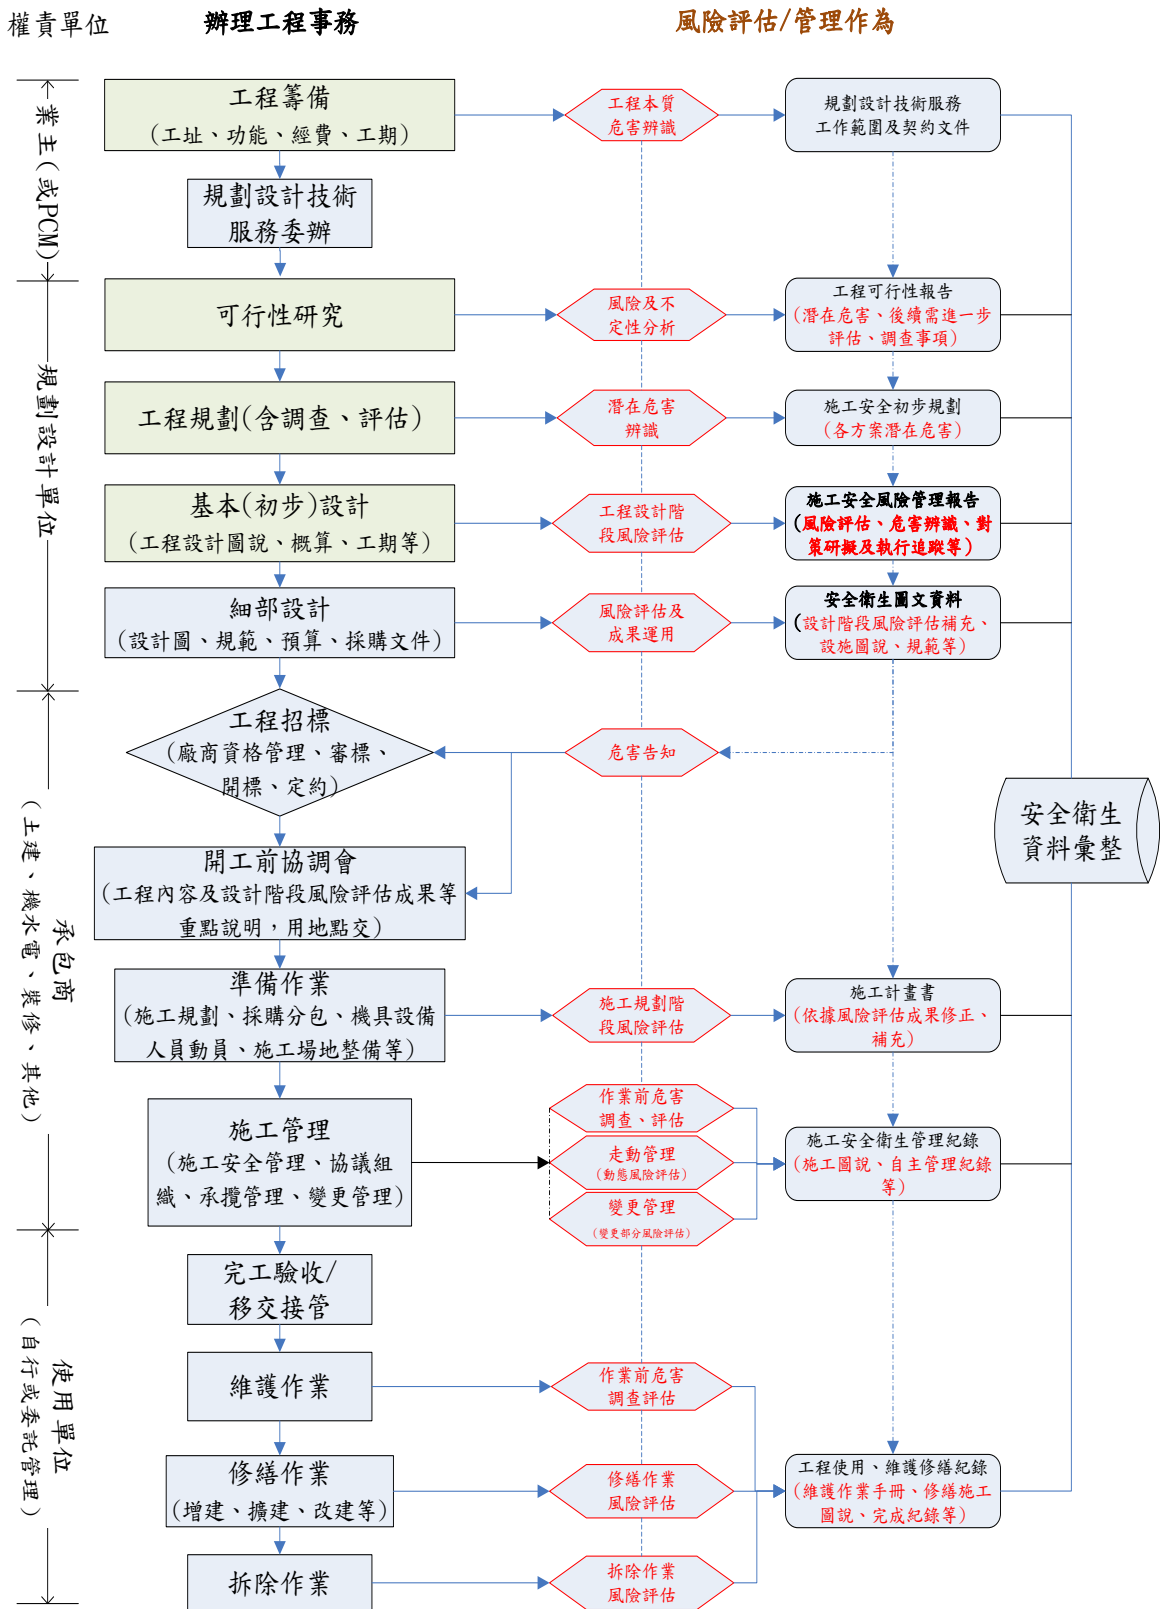 權責單位
辦理工程事務
風險評估/管理作為
業主(或PCM)
工程籌備
(工址、功能、經費、工期)
工程本質
危害辨識
規劃設計技術服務
工作範圍及契約文件
規劃設計技術
服務委辦
規劃設計單位
可行性研究
風險及不
定性分析
工程可行性報告
(潛在危害、後續需進一步
評估、調查事項)
工程規劃(含調查、評估)
潛在危害
辨識
施工安全初步規劃
(各方案潛在危害)
基本(初步)設計
(工程設計圖說、概算、工期等)
工程設計階
段風險評估
施工安全風險管理報告
(風險評估、危害辨識、對
策研擬及執行追蹤等)
細部設計
(設計圖、規範、預算、採購文件)
風險評估及
成果運用
安全衛生圖文資料
(設計階段風險評估補充、
設施圖說、規範等)
承包商
(土建、機水電、裝修、其他)
工程招標
(廠商資格管理、審標、
開標、定約)
危害告知
安全衛生
資料彙整
開工前協調會
(工程內容及設計階段風險評估成果等
重點說明,用地點交)
準備作業
(施工規劃、採購分包、機具設備
人員動員、施工場地整備等)
施工規劃階
段風險評估
施工計畫書
(依據風險評估成果修正、
補充)
施工管理
(施工安全管理、協議組
織、承攬管理、變更管理)
作業前危害
調查、評估
走動管理
(動態風險評估)
變更管理
(變更部分風險評估)
施工安全衛生管理紀錄
(施工圖說、自主管理紀錄
等)
使用單位
(自行或委託管理)
完工驗收/
移交接管
維護作業
作業前危害
調查評估
修繕作業
(增建、擴建、改建等)
修繕作業
風險評估
工程使用、維護修繕紀錄
(維護作業手冊、修繕施工
圖說、完成紀錄等)
拆除作業
拆除作業
風險評估